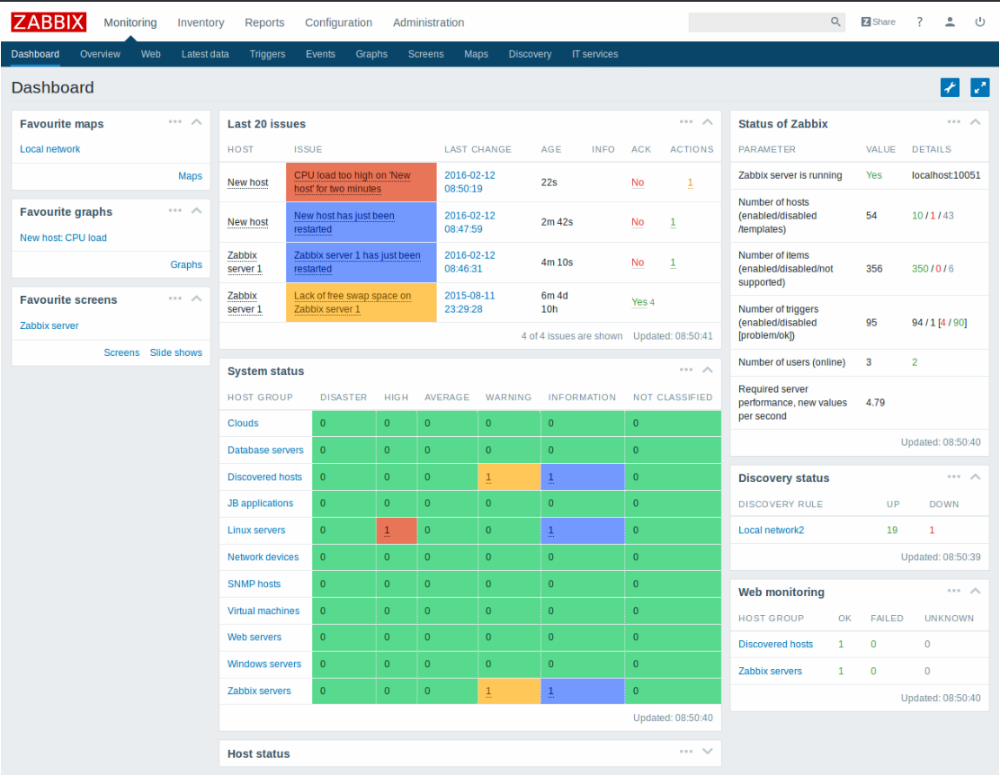 ZABBIX Monitoring Inventory Reports Configuration Administration Z Share ?
Dashboard Overview Web Latest data Triggers Events Graphs Screens Maps Discovery IT services
Dashboard
Favourite maps
Local network
Maps
Favourite graphs
New host: CPU load
Graphs
Favourite screens
Zabbix server
Screens Slide shows
Last 20 issues
HOST ISSUE LAST CHANGE AGE INFO ACK ACTIONS
New host CPU load too high on 'New host' for two minutes 2016-02-12 08:50:19 22s No 1
New host New host has just been restarted 2016-02-12 08:47:59 2m 42s No 1
Zabbix server 1 Zabbix server 1 has just been restarted 2016-02-12 08:46:31 4m 10s No 1
Zabbix server 1 Lack of free swap space on Zabbix server 1 2015-08-11 23:29:28 6m 4d 10h Yes 4
4 of 4 issues are shown Updated: 08:50:41
System status
HOST GROUP DISASTER HIGH AVERAGE WARNING INFORMATION NOT CLASSIFIED
Clouds 0 0 0 0 0 0
Database servers 0 0 0 0 0 0
Discovered hosts 0 0 0 1 1 0
JB applications 0 0 0 0 0 0
Linux servers 0 1 0 0 1 0
Network devices 0 0 0 0 0 0
SNMP hosts 0 0 0 0 0 0
Virtual machines 0 0 0 0 0 0
Web servers 0 0 0 0 0 0
Windows servers 0 0 0 0 0 0
Zabbix servers 0 0 0 1 1 0
Updated: 08:50:40
Host status
Status of Zabbix
PARAMETER VALUE DETAILS
Zabbix server is running Yes localhost:10051
Number of hosts (enabled/disabled /templates) 54 10 / 1 / 43
Number of items (enabled/disabled/not supported) 356 350 / 0 / 6
Number of triggers (enabled/disabled [problem/ok]) 95 94 / 1 [4 / 90]
Number of users (online) 3 2
Required server performance, new values per second 4.79
Updated: 08:50:40
Discovery status
DISCOVERY RULE UP DOWN
Local network2 19 1
Updated: 08:50:39
Web monitoring
HOST GROUP OK FAILED UNKNOWN
Discovered hosts 1 0 0
Zabbix servers 1 0 0
Updated: 08:50:40